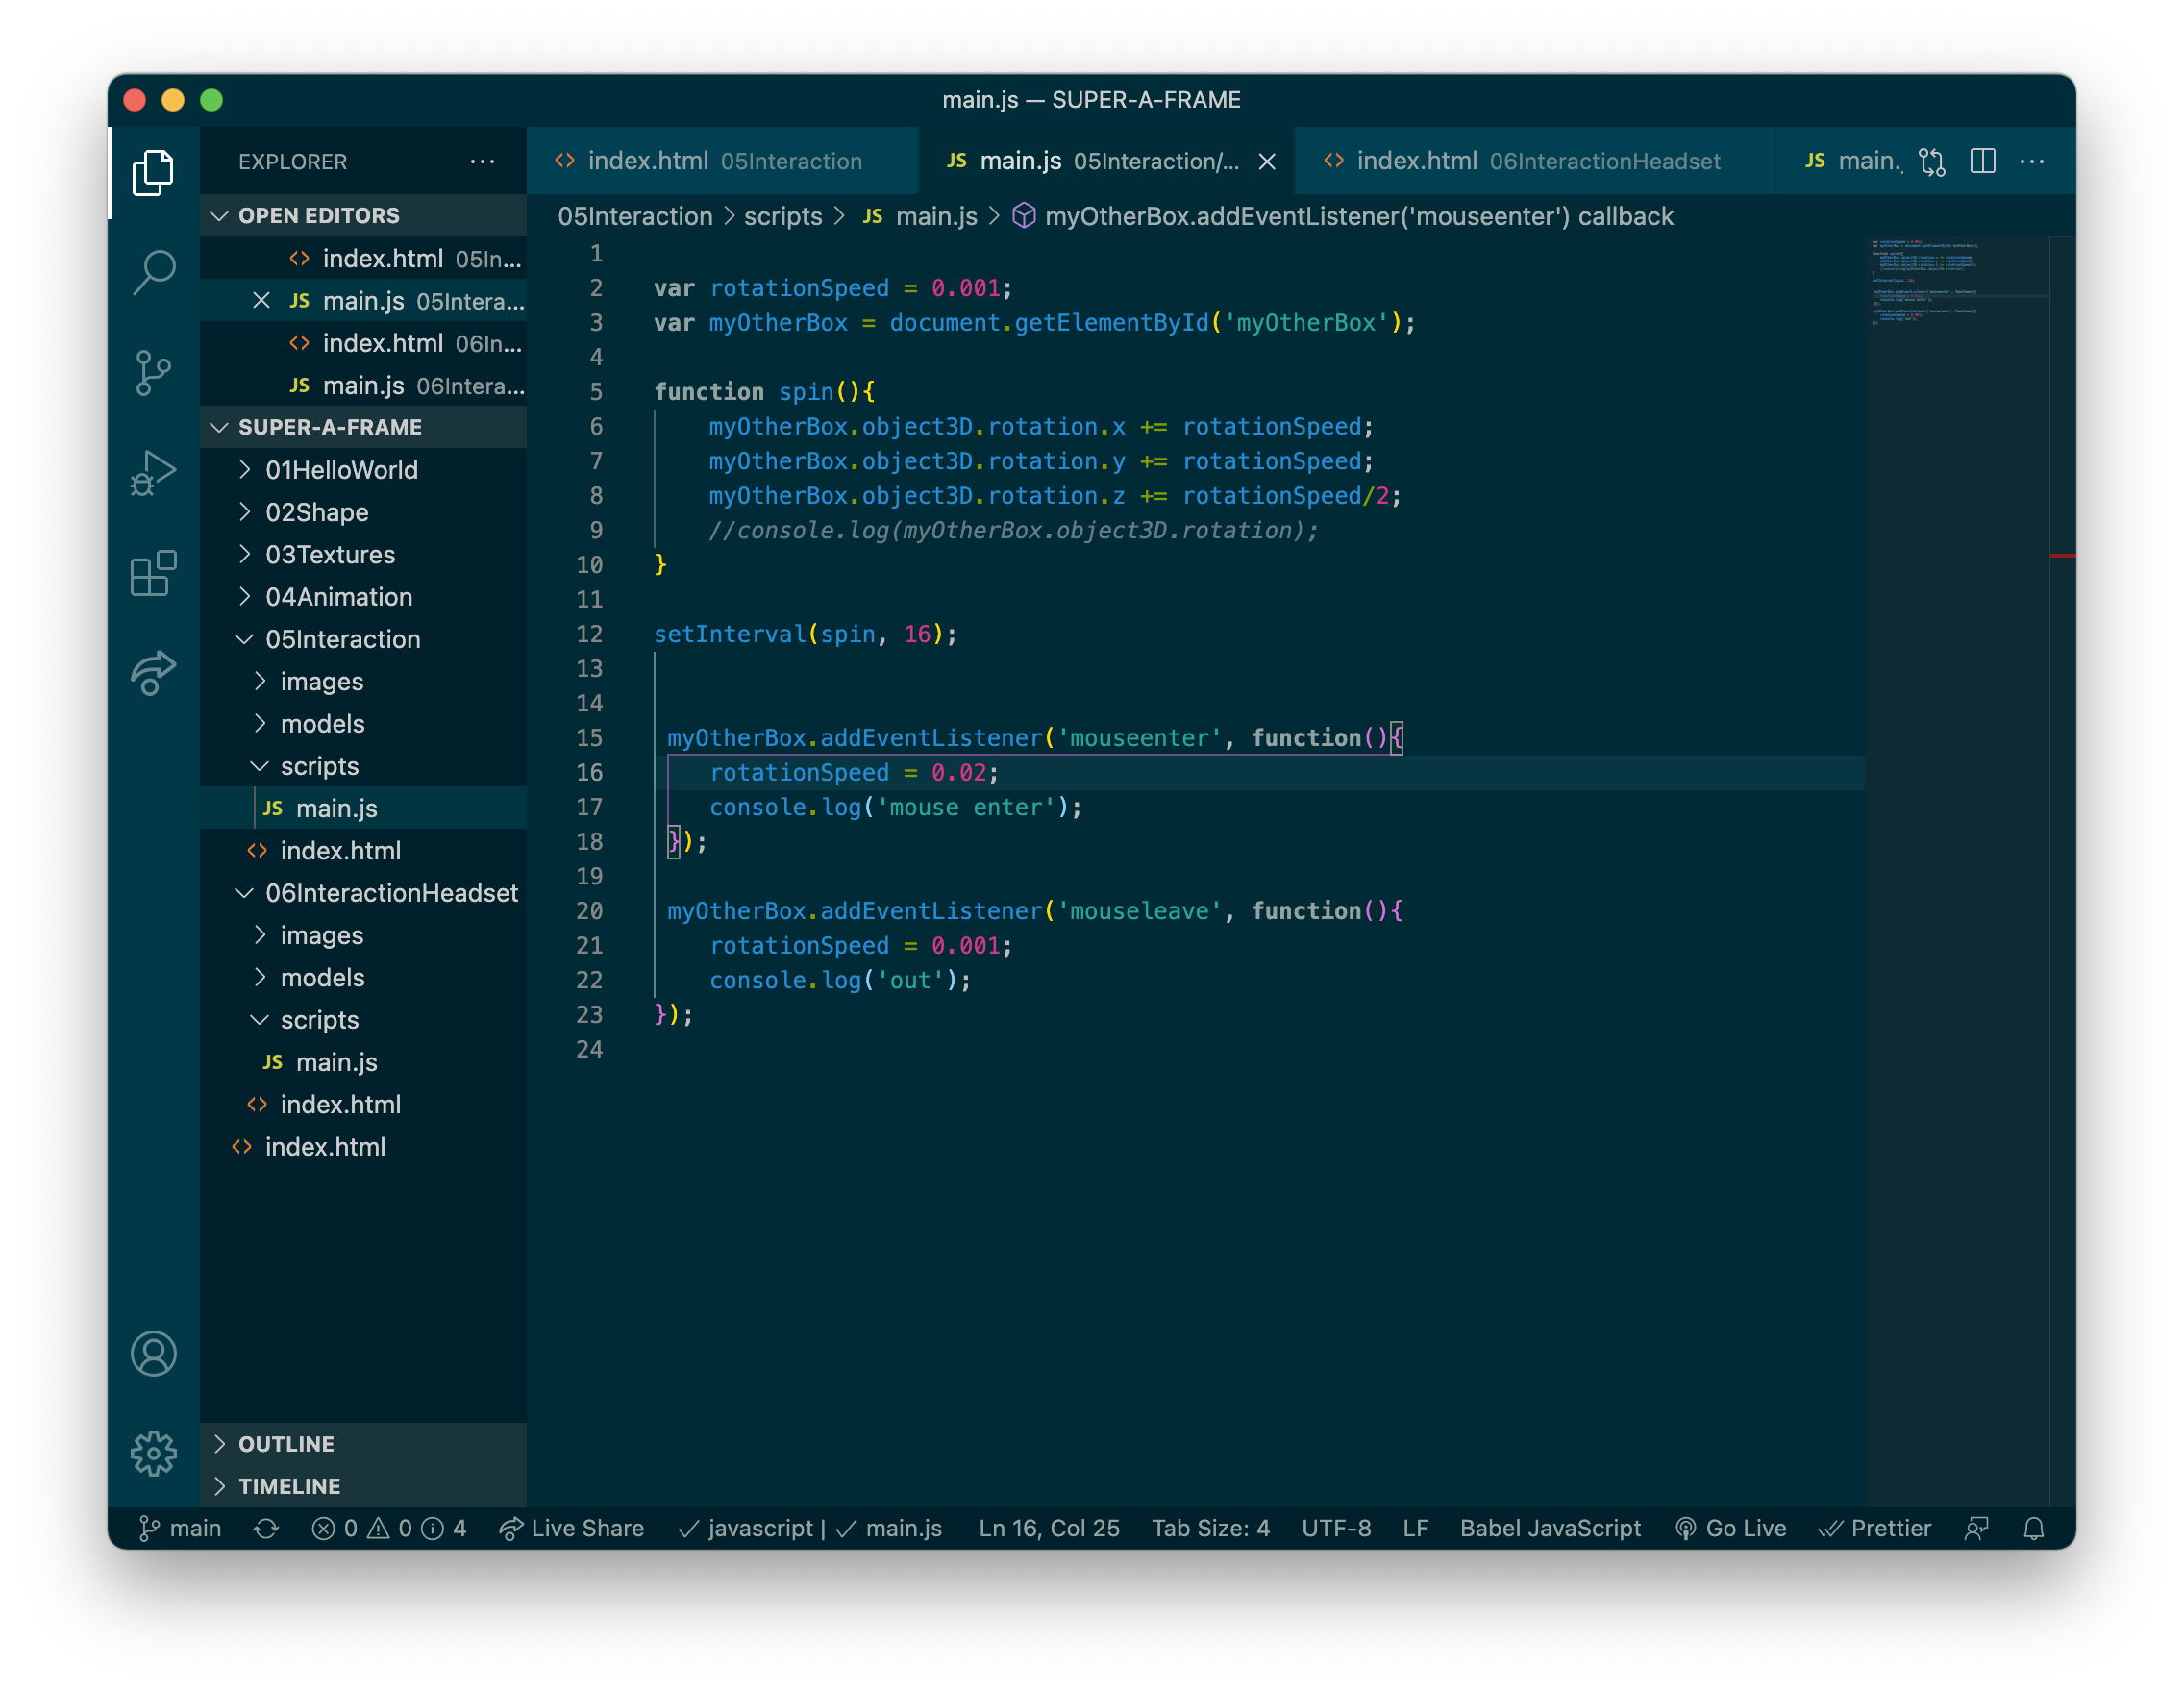 main.js — SUPER-A-FRAME
EXPLORER
index.html 05Interaction
JS main.js 05Interaction/...
index.html 06InteractionHeadset
JS main.
OPEN EDITORS
index.html 05In...
JS main.js 05Intera...
index.html 06In...
JS main.js 06Intera...
SUPER-A-FRAME
01HelloWorld
02Shape
03Textures
04Animation
05Interaction
images
models
scripts
JS main.js
index.html
06InteractionHeadset
images
models
scripts
JS main.js
index.html
index.html
OUTLINE
TIMELINE
05Interaction > scripts > JS main.js > myOtherBox.addEventListener('mouseenter') callback
1
2 var rotationSpeed = 0.001;
3 var myOtherBox = document.getElementById('myOtherBox');
4
5 function spin(){
6 myOtherBox.object3D.rotation.x += rotationSpeed;
7 myOtherBox.object3D.rotation.y += rotationSpeed;
8 myOtherBox.object3D.rotation.z += rotationSpeed/2;
9 //console.log(myOtherBox.object3D.rotation);
10 }
11
12 setInterval(spin, 16);
13
14
15 myOtherBox.addEventListener('mouseenter', function(){
16 rotationSpeed = 0.02;
17 console.log('mouse enter');
18 });
19
20 myOtherBox.addEventListener('mouseleave', function(){
21 rotationSpeed = 0.001;
22 console.log('out');
23 });
24
main 0 0 4 Live Share javascript | main.js Ln 16, Col 25 Tab Size: 4 UTF-8 LF Babel JavaScript Go Live Prettier